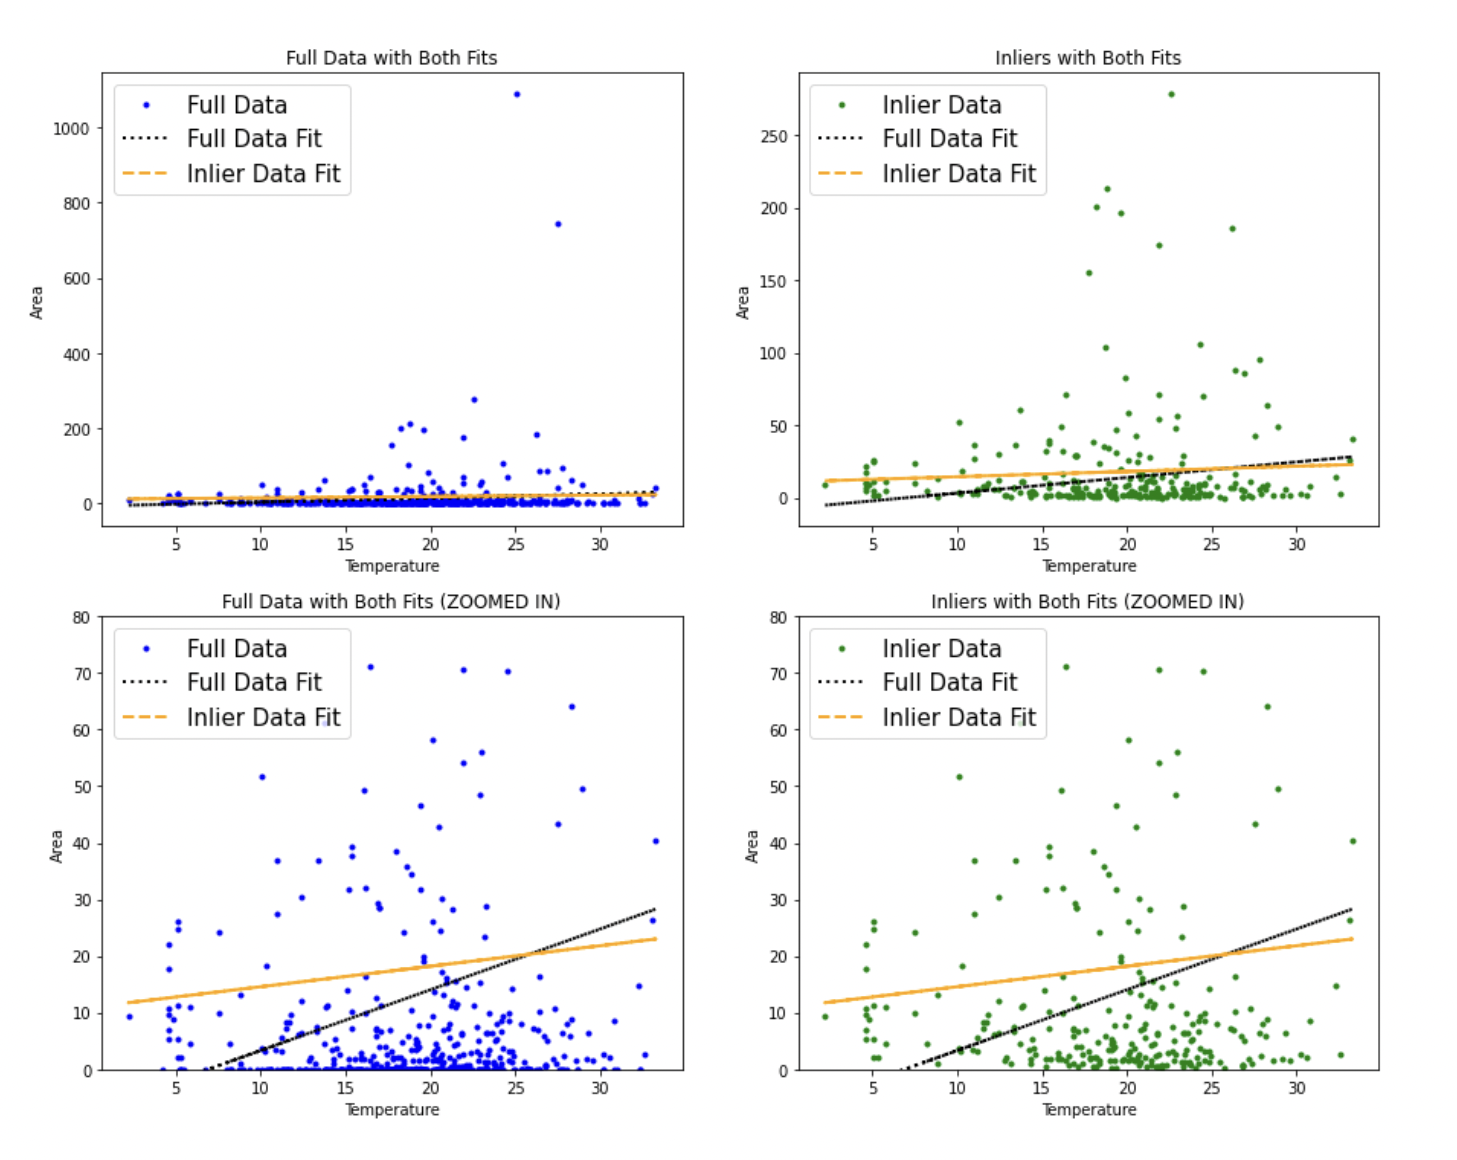 Full Data with Both Fits
Full Data
Full Data Fit
Inlier Data Fit
1000
800
600
400
200
0
Area
5 10 15 20 25 30
Temperature
Inliers with Both Fits
Inlier Data
Full Data Fit
Inlier Data Fit
250
200
150
100
50
0
Area
5 10 15 20 25 30
Temperature
Full Data with Both Fits (ZOOMED IN)
Full Data
Full Data Fit
Inlier Data Fit
80
70
60
50
40
30
20
10
0
Area
5 10 15 20 25 30
Temperature
Inliers with Both Fits (ZOOMED IN)
Inlier Data
Full Data Fit
Inlier Data Fit
80
70
60
50
40
30
20
10
0
Area
5 10 15 20 25 30
Temperature